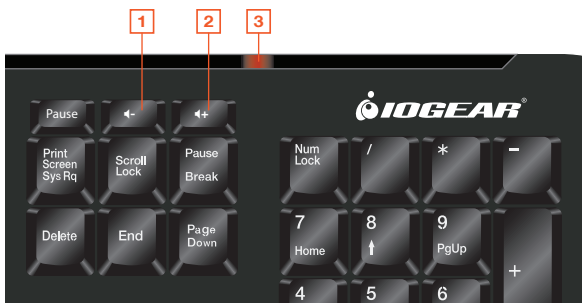 1 2 3
IOGEAR®
Pause - +
Print
Screen
Sys Rq
Scroll
Lock
Pause
Break
Num
Lock
/
*
-
Delete
End
Page
Down
7
Home
8
9
PgUp
+
4 5 6